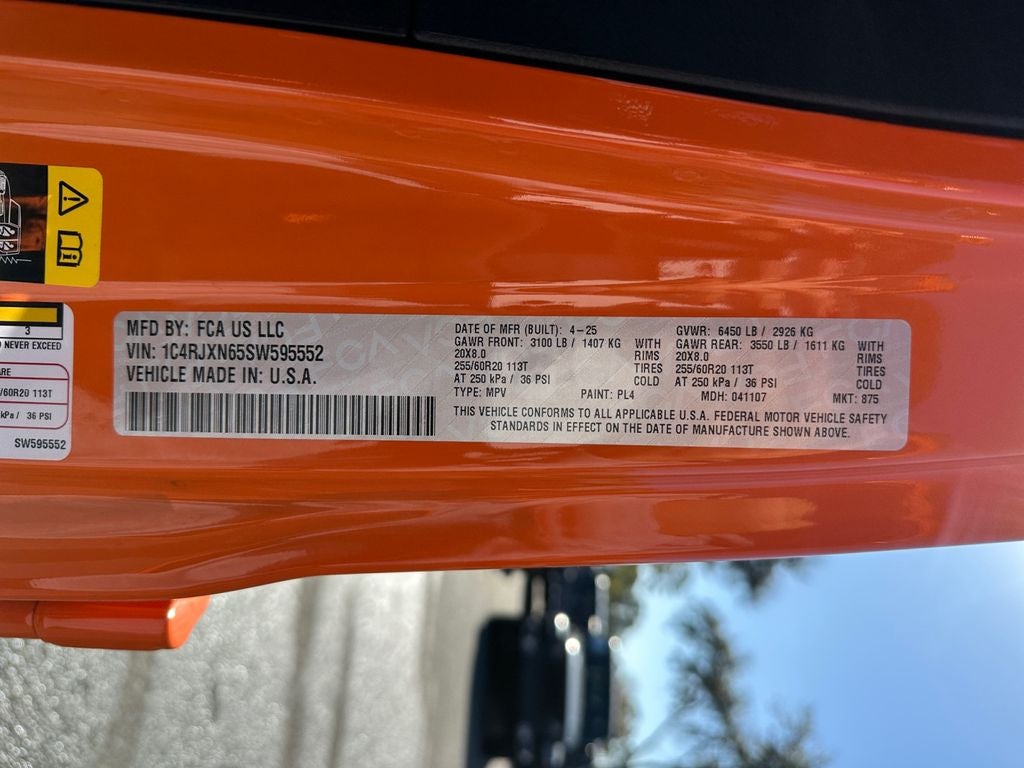 MFD BY: FCA US LLC
VIN: 1C4RJXN65SW595552
VEHICLE MADE IN: U.S.A.
DATE OF MFR (BUILT): 4-25
GAWR FRONT: 3100 LB / 1407 KG WITH
20X8.0 RIMS
255/60R20 113T TIRES
AT 250 kPa / 36 PSI COLD
TYPE: MPV PAINT: PL4
GVWR: 6450 LB / 2926 KG
GAWR REAR: 3550 LB / 1611 KG WITH
20X8.0 RIMS
255/60R20 113T TIRES
AT 250 kPa / 36 PSI COLD
MDH: 041107 MKT: 875
THIS VEHICLE CONFORMS TO ALL APPLICABLE U.S.A. FEDERAL MOTOR VEHICLE SAFETY
STANDARDS IN EFFECT ON THE DATE OF MANUFACTURE SHOWN ABOVE.
3
NEVER EXCEED
/60R20 113T
kPa / 36 PSI
SW595552